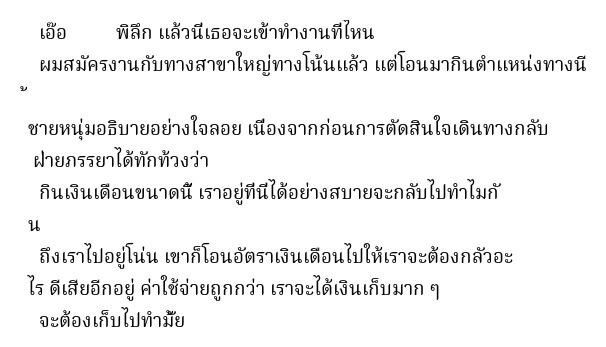 เอ๊อ พิลึก แล้วนี่เธอจะเข้าทำงานที่ไหน
ผมสมัครงานกับทางสาขาใหญ่ทางโน้นแล้ว แต่โอนมากินตำแหน่งทางนี
้
ชายหนุ่มอธิบายอย่างใจลอย เนื่องจากก่อนการตัดสินใจเดินทางกลับ
ฝ่ายภรรยาได้ทักท้วงว่า
กินเงินเดือนขนาดนี้ เราอยู่ที่นี่ได้อย่างสบายจะกลับไปทำไมกั
น
ถึงเราไปอยู่โน่น เขาก็โอนอัตราเงินเดือนไปให้เราจะต้องกลัวอะ
ไร ดีเสียอีกอยู่ ค่าใช้จ่ายถูกกว่า เราจะได้เงินเก็บมาก ๆ
จะต้องเก็บไปทำมั้ย